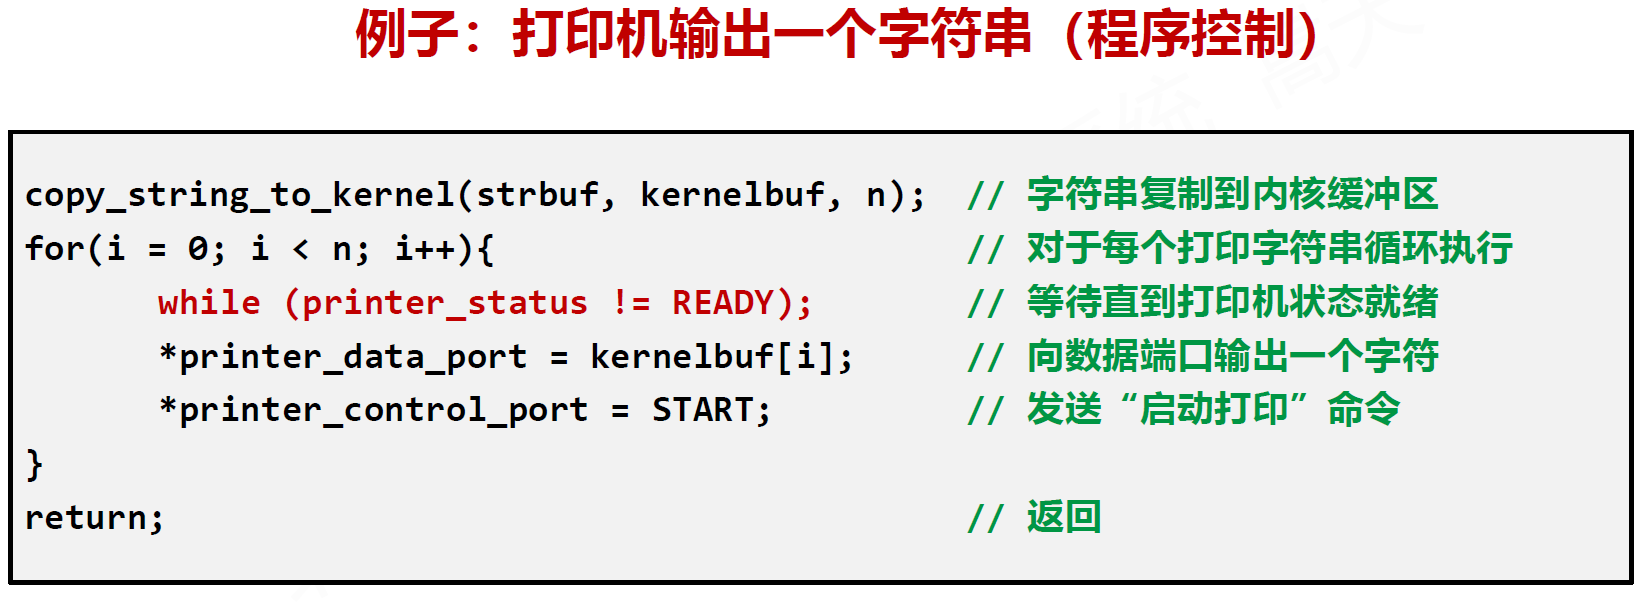 例子：打印机输出一个字符串（程序控制）
copy_string_to_kernel(strbuf, kernelbuf, n); // 字符串复制到内核缓冲区
for(i = 0; i < n; i++){ // 对于每个打印字符串循环执行
while (printer_status != READY); // 等待直到打印机状态就绪
*printer_data_port = kernelbuf[i]; // 向数据端口输出一个字符
*printer_control_port = START; // 发送“启动打印”命令
}
return; // 返回